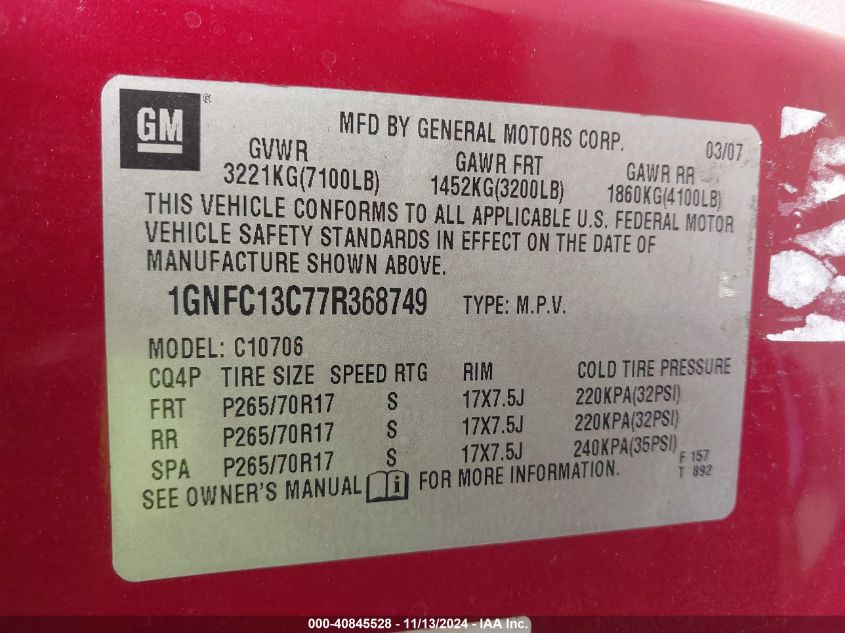 GM®
MFD BY GENERAL MOTORS CORP. 03/07
GVWR GAWR FRT GAWR RR
3221KG(7100LB) 1452KG(3200LB) 1860KG(4100LB)
THIS VEHICLE CONFORMS TO ALL APPLICABLE U.S. FEDERAL MOTOR
VEHICLE SAFETY STANDARDS IN EFFECT ON THE DATE OF
MANUFACTURE SHOWN ABOVE.
1GNFC13C77R368749 TYPE: M.P.V.
MODEL: C10706
CQ4P TIRE SIZE SPEED RTG RIM COLD TIRE PRESSURE
FRT P265/70R17 S 17X7.5J 220KPA(32PSI)
RR P265/70R17 S 17X7.5J 220KPA(32PSI)
SPA P265/70R17 S 17X7.5J 240KPA(35PSI) F 157
T 892
SEE OWNER'S MANUAL i FOR MORE INFORMATION.
000-40845528 - 11/13/2024 - IAA Inc.